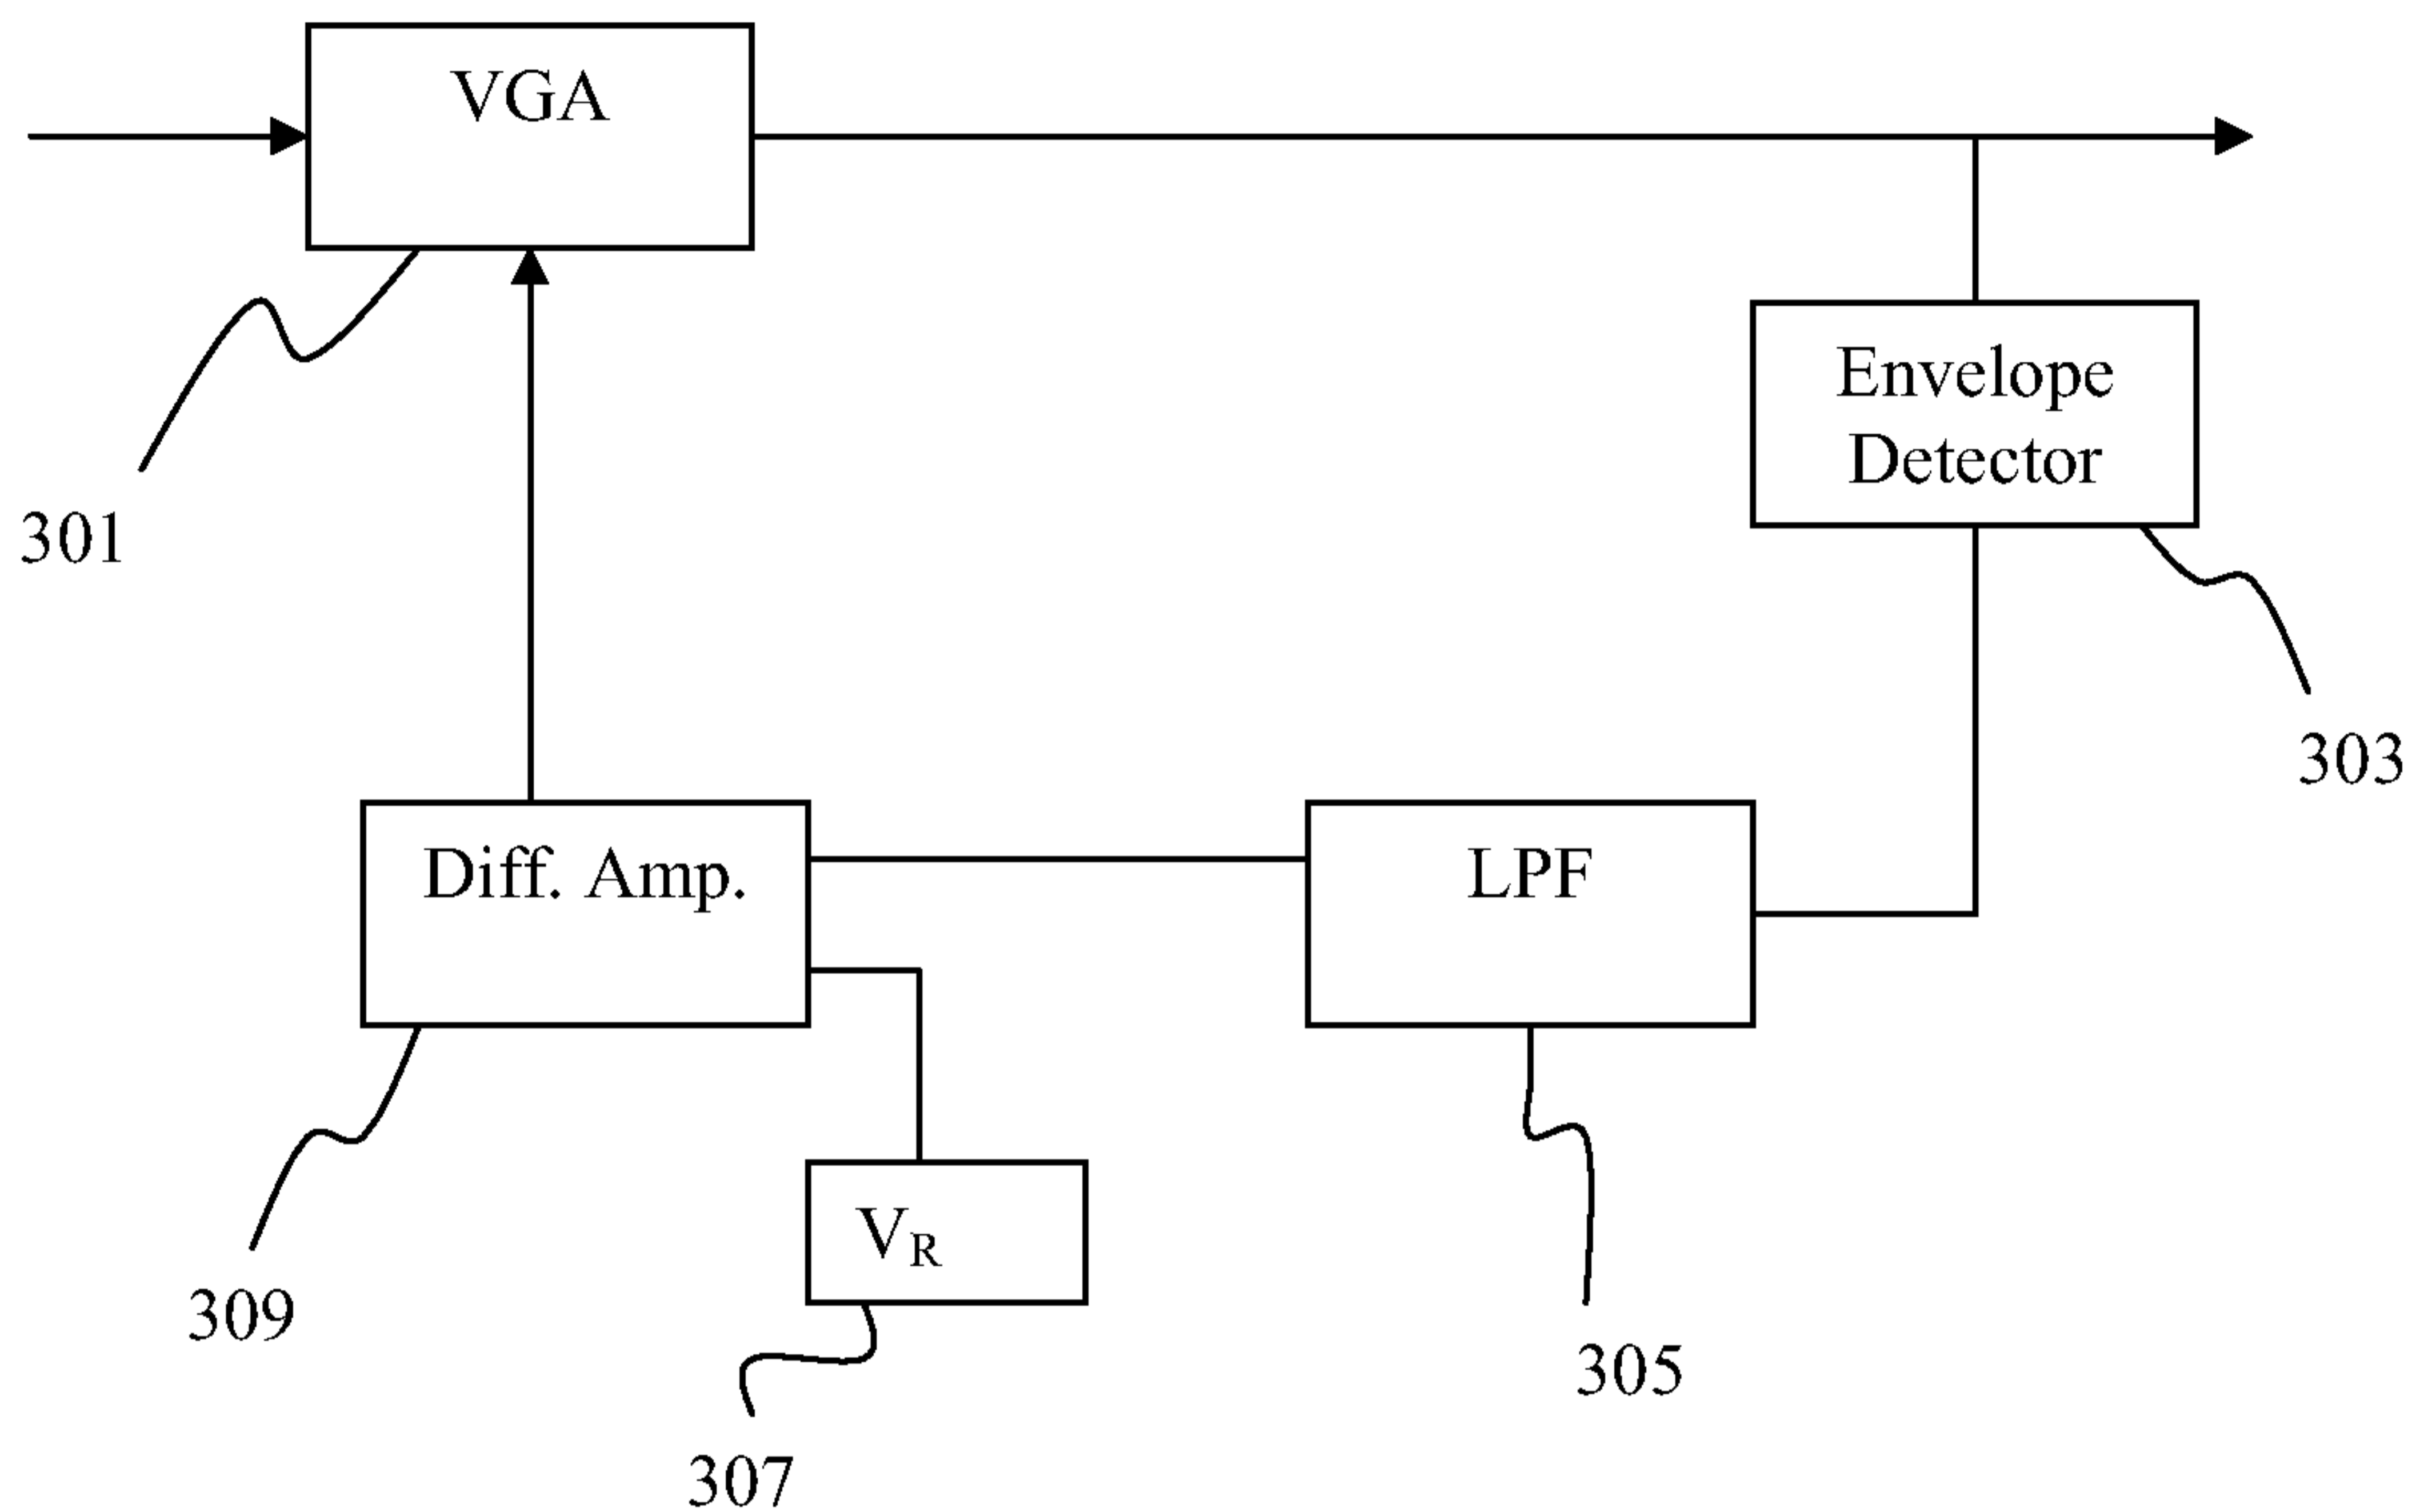 VGA
Envelope
Detector
301
303
Diff. Amp.
LPF
VR
309
305
307